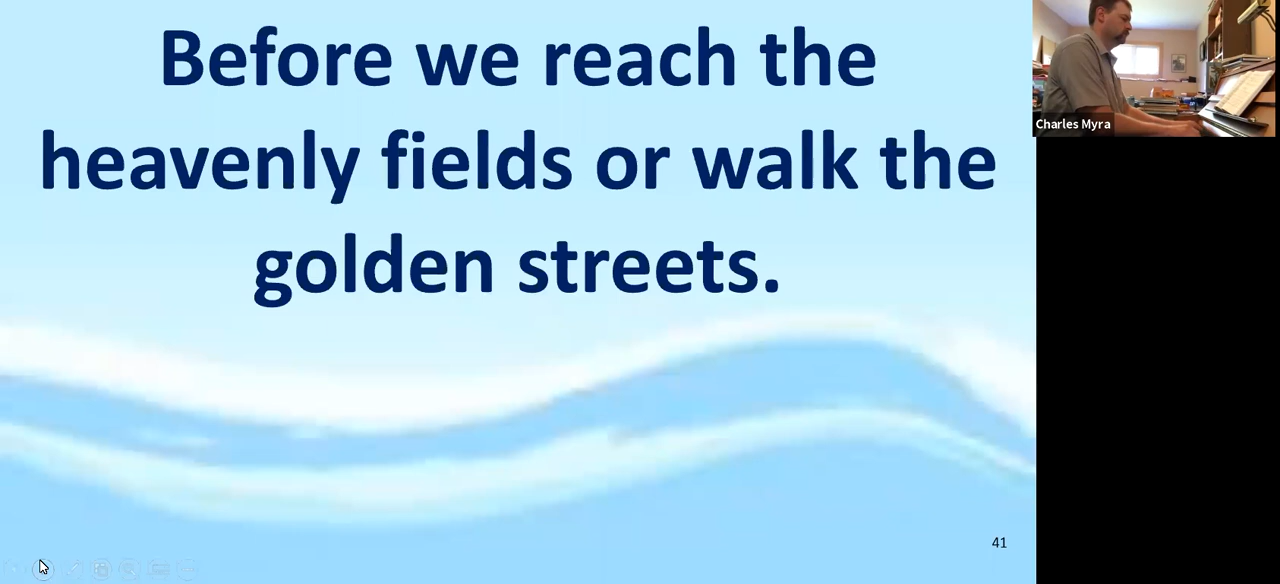 Before we reach the
heavenly fields or walk the
golden streets.
Charles Myra
41